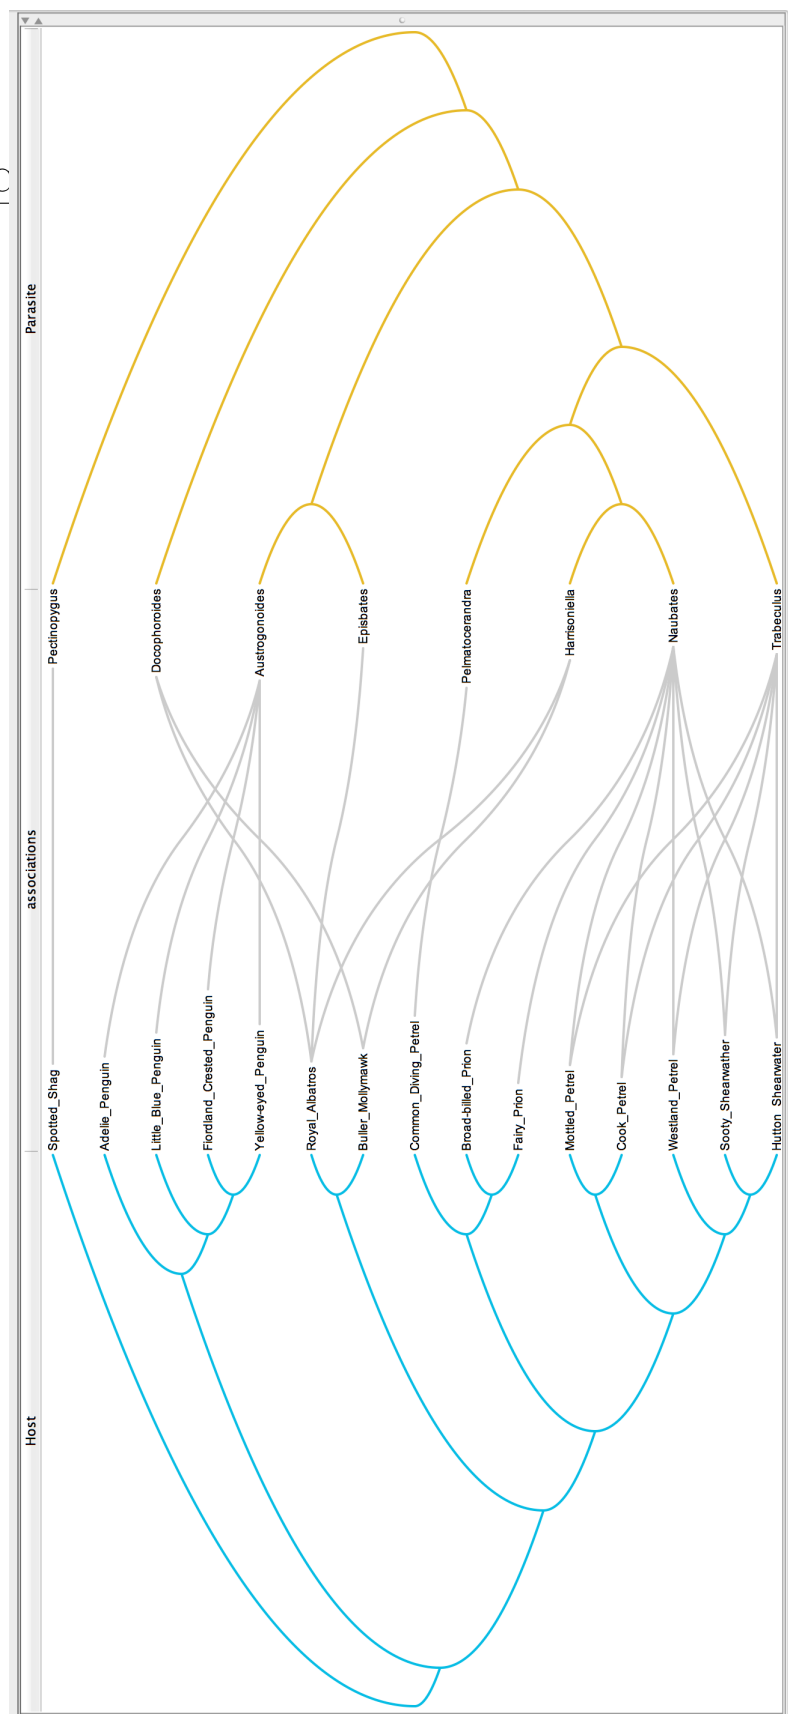 Parasite
Pectinopygus
Docophoroides
Austrogonoides
Episbates
Pelmatocerandra
Harrisoniella
Naubates
Trabeculus
associations
Spotted_Shag
Adelie_Penguin
Little_Blue_Penguin
Fiordland_Crested_Penguin
Yellow-eyed_Penguin
Royal_Albatros
Buller_Mollymawk
Common_Diving_Petrel
Broad-billed_Prion
Fairy_Prion
Mottled_Petrel
Cook_Petrel
Westland_Petrel
Sooty_Shearwather
Hutton_Shearwater
Host